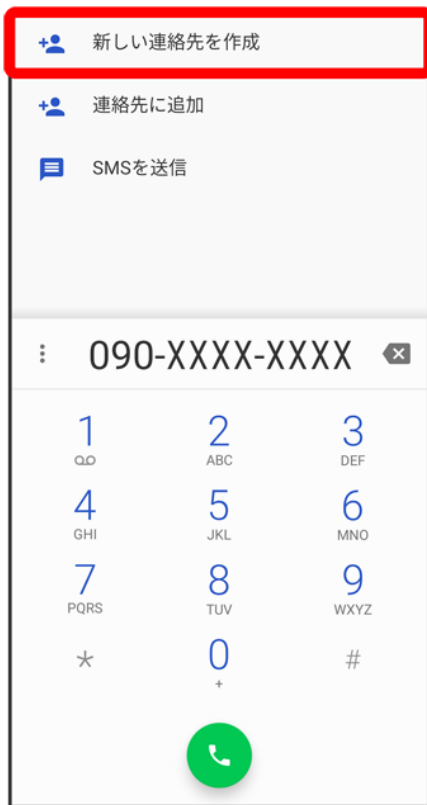 新しい連絡先を作成
連絡先に追加
SMSを送信
090-XXXX-XXXX
1 2 3
ABC DEF
4 5 6
GHI JKL MNO
7 8 9
PQRS TUV WXYZ
* 0 #
+